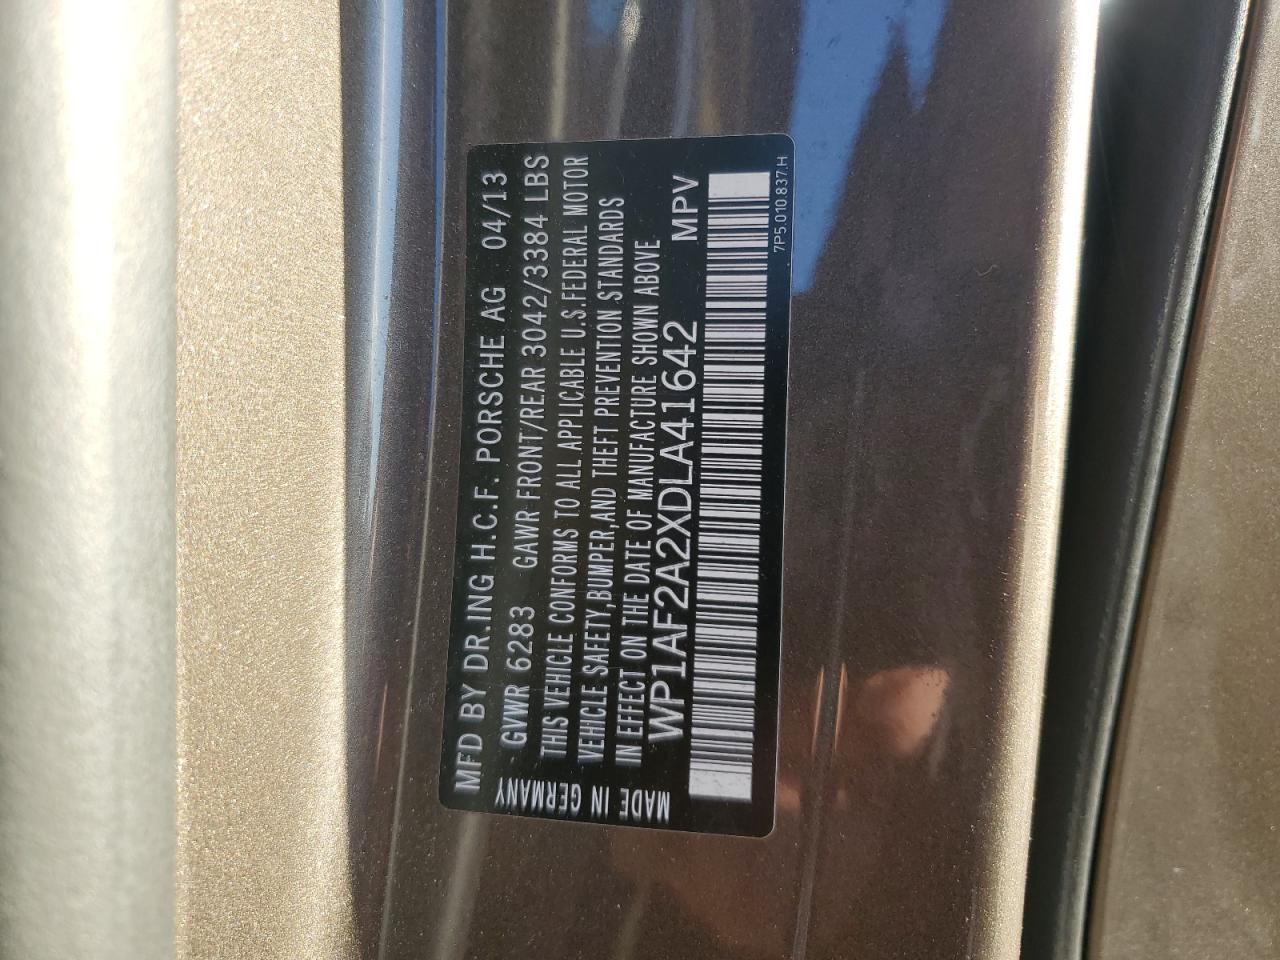 MFD BY DR.ING H.C.F. PORSCHE AG 04/13
GVWR 6283 GAWR FRONT/REAR 3042/3384 LBS
THIS VEHICLE CONFORMS TO ALL APPLICABLE U.S.FEDERAL MOTOR
VEHICLE SAFETY,BUMPER,AND THEFT PREVENTION STANDARDS
IN EFFECT ON THE DATE OF MANUFACTURE SHOWN ABOVE
WP1AF2A2XDLA41642 MPV
MADE IN GERMANY
7P5.010.837.H